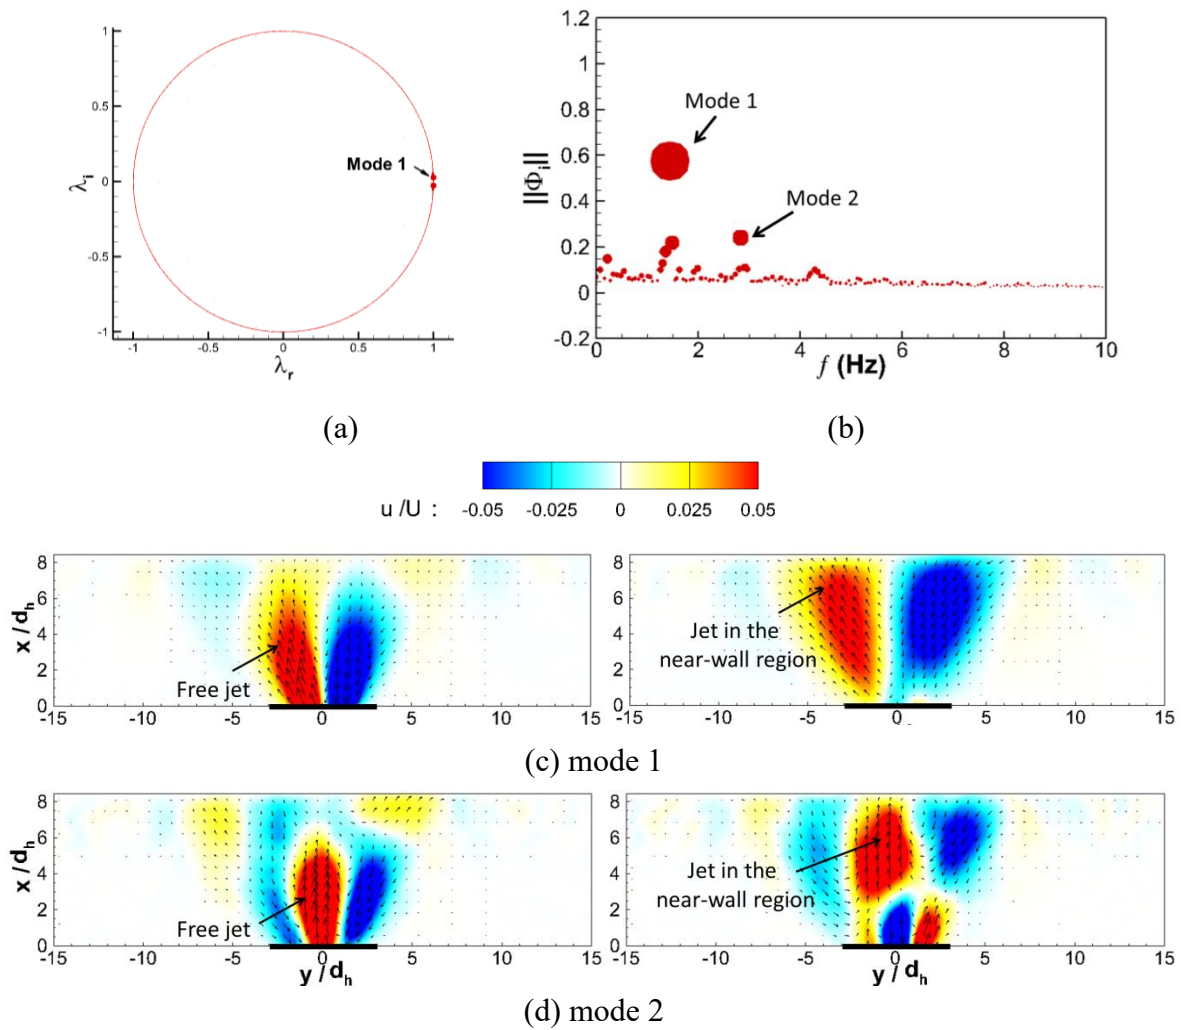 1
0.5
0
-0.5
-1
λi
Mode 1
-1 -0.5 0 0.5 1
λr
1.2
1
0.8
0.6
0.4
0.2
0
-0.2
||Φi||
Mode 1
Mode 2
0 2 4 6 8 10
f (Hz)
(a) (b)
u /U : -0.05 -0.025 0 0.025 0.05
8
6
4
2
0
x / dh
Free jet
-15 -10 -5 0 5 10 15
8
6
4
2
0
Jet in the
near-wall region
-15 -10 -5 0 5 10 15
(c) mode 1
8
6
4
2
0
x / dh
Free jet
-15 -10 -5 0 5 10 15
y / dh
8
6
4
2
0
Jet in the
near-wall region
-15 -10 -5 0 5 10 15
y / dh
(d) mode 2